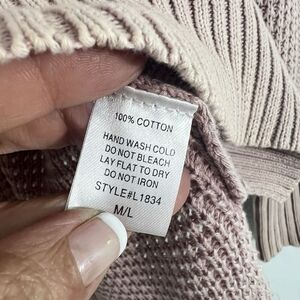 100% COTTON
HAND WASH COLD
DO NOT BLEACH
LAY FLAT TO DRY
DO NOT IRON
STYLE#L1834
M/L